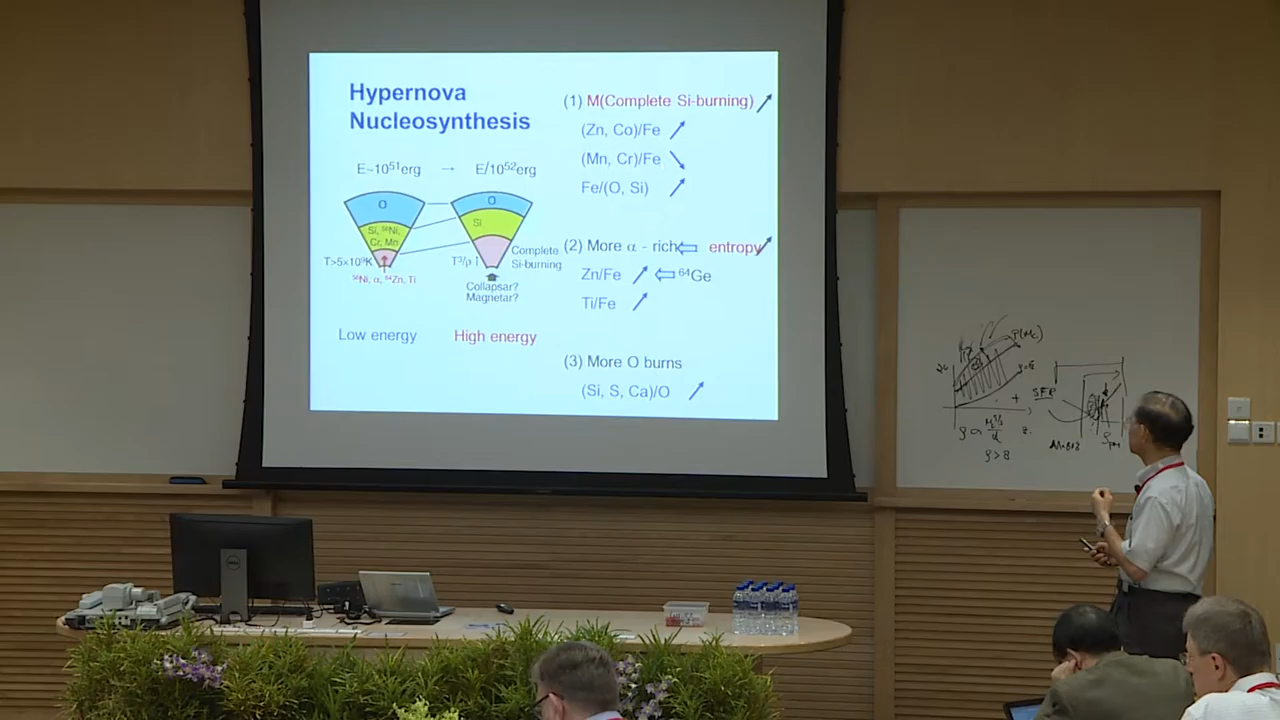 Hypernova
Nucleosynthesis
E~10⁵¹erg → E/10⁵²erg
O
O
Si, ⁵⁶Ni,
Cr, Mn
Si
T>5×10⁹K
T³/ρ ↑
Complete
Si-burning
⁵⁶Ni, α, ⁶⁴Zn, Ti
Collapsar?
Magnetar?
Low energy
High energy
(1) M(Complete Si-burning) ↗
(Zn, Co)/Fe ↗
(Mn, Cr)/Fe ↘
Fe/(O, Si) ↗
(2) More α - rich ⇐ entropy ↗
Zn/Fe ↗ ⇐ ⁶⁴Ge
Ti/Fe ↗
(3) More O burns
(Si, S, Ca)/O ↗
SFR
DELL